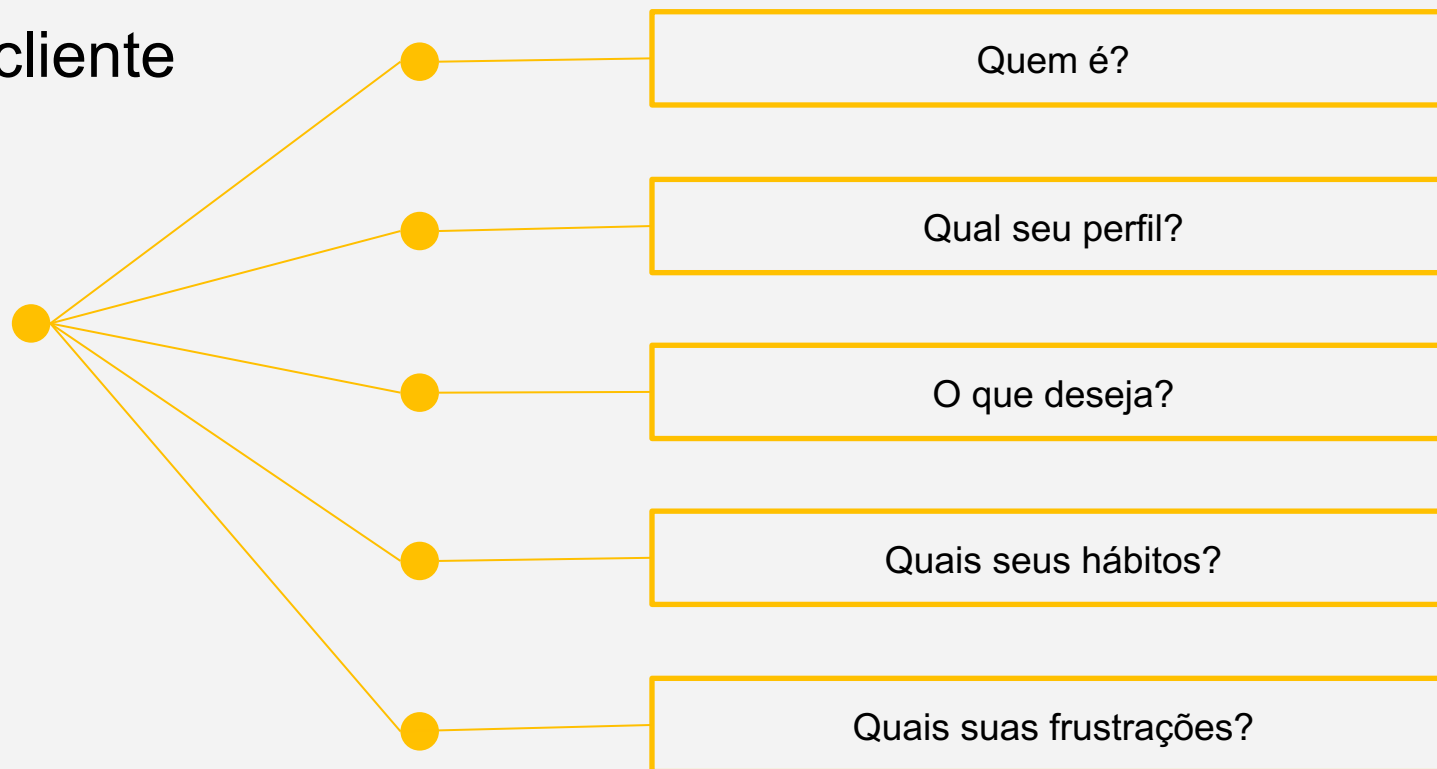 cliente
Quem é?
Qual seu perfil?
O que deseja?
Quais seus hábitos?
Quais suas frustrações?